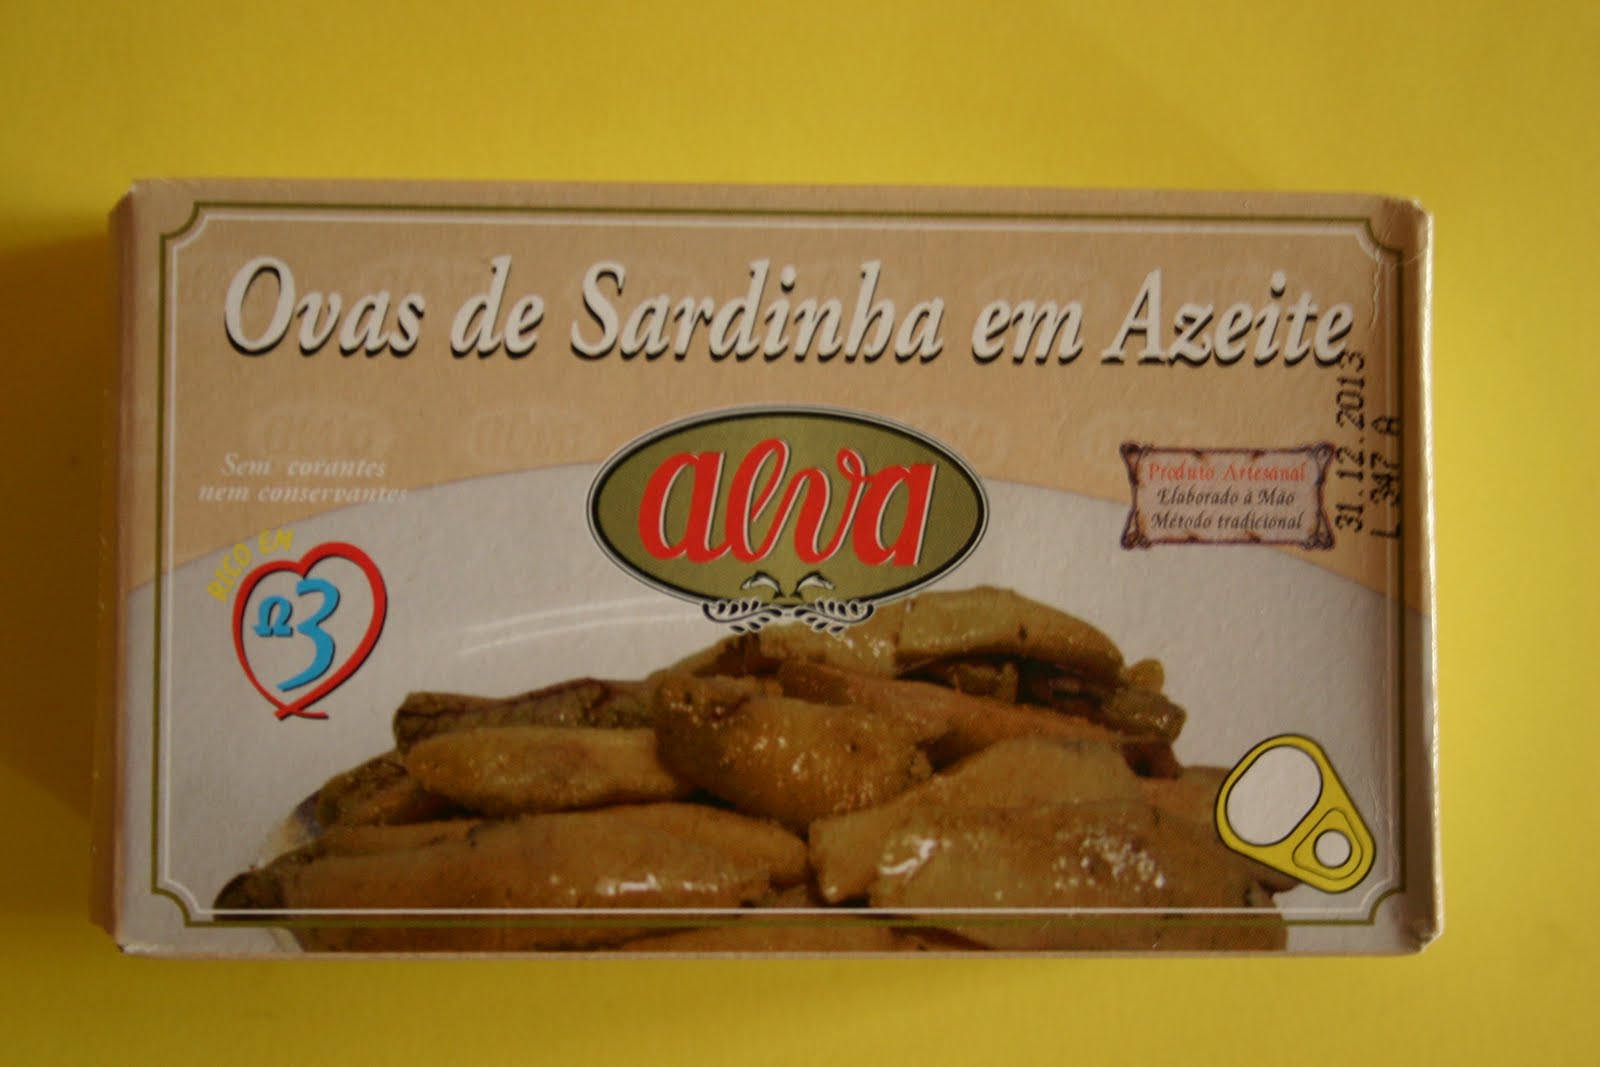 Ovas de Sardinha em Azeite
alva
Sem corantes
nem conservantes
RICO EM
Ω3
Produto Artesanal
Elaborado à Mão
Método tradicional
31.12.2013
L 347 A